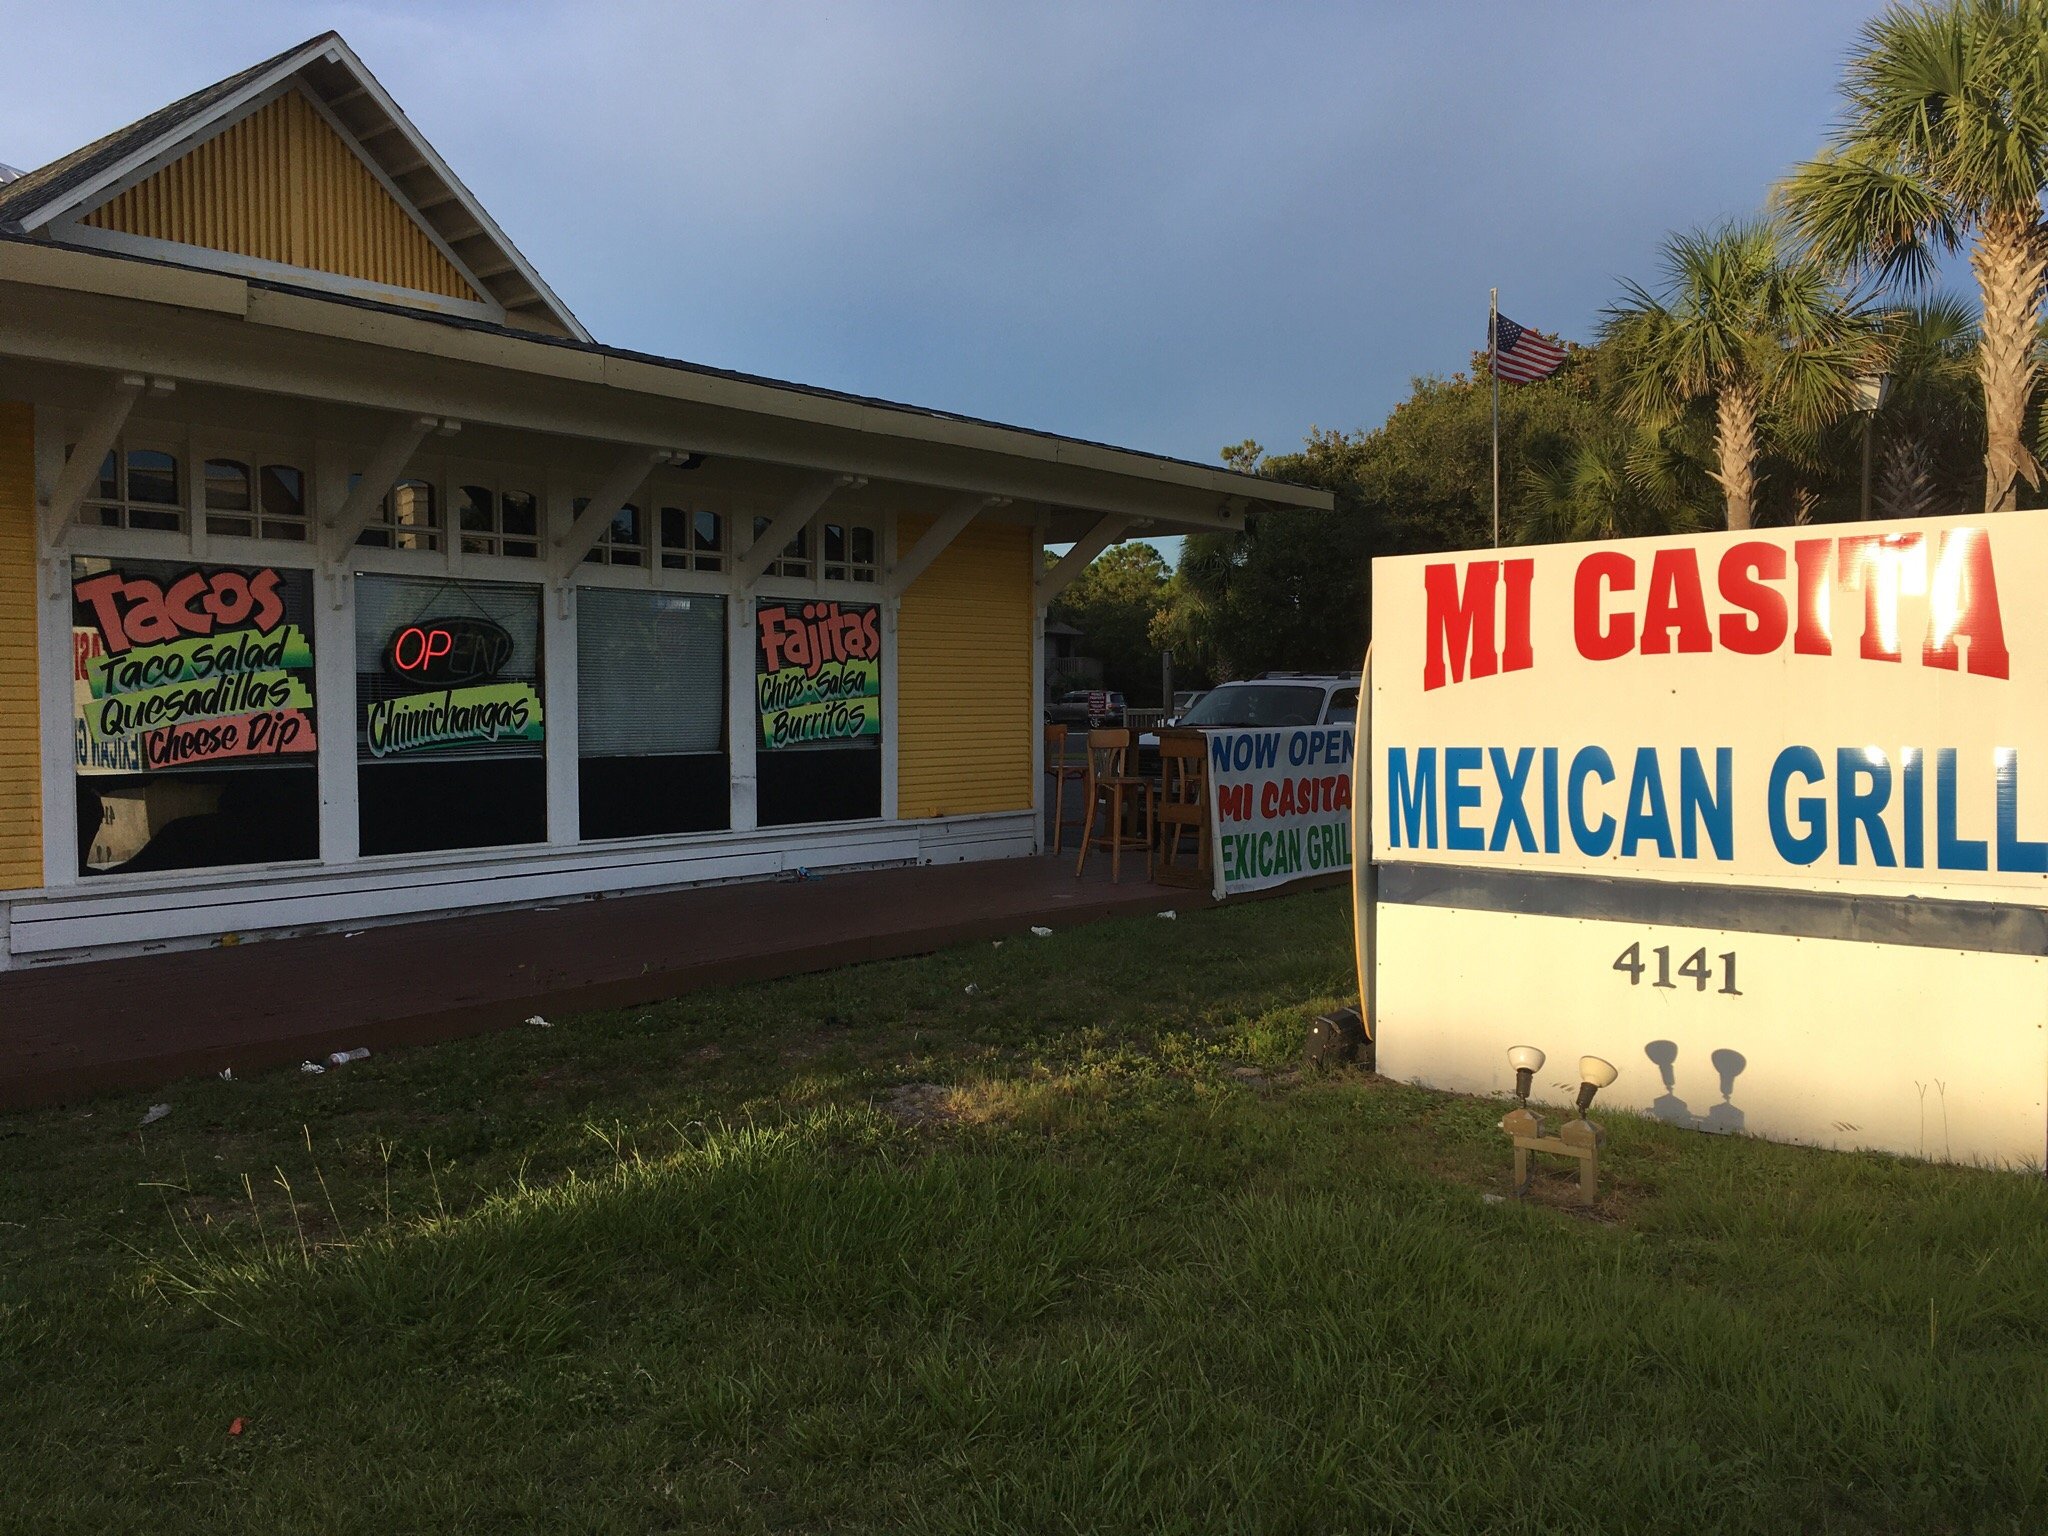 Tacos
Taco Salad
Quesadillas
Cheese Dip
OPEN
Chimichangas
Fajitas
Chips • Salsa
Burritos
NOW OPEN
MI CASITA
EXICAN GRIL
MI CASITA
MEXICAN GRILL
4141